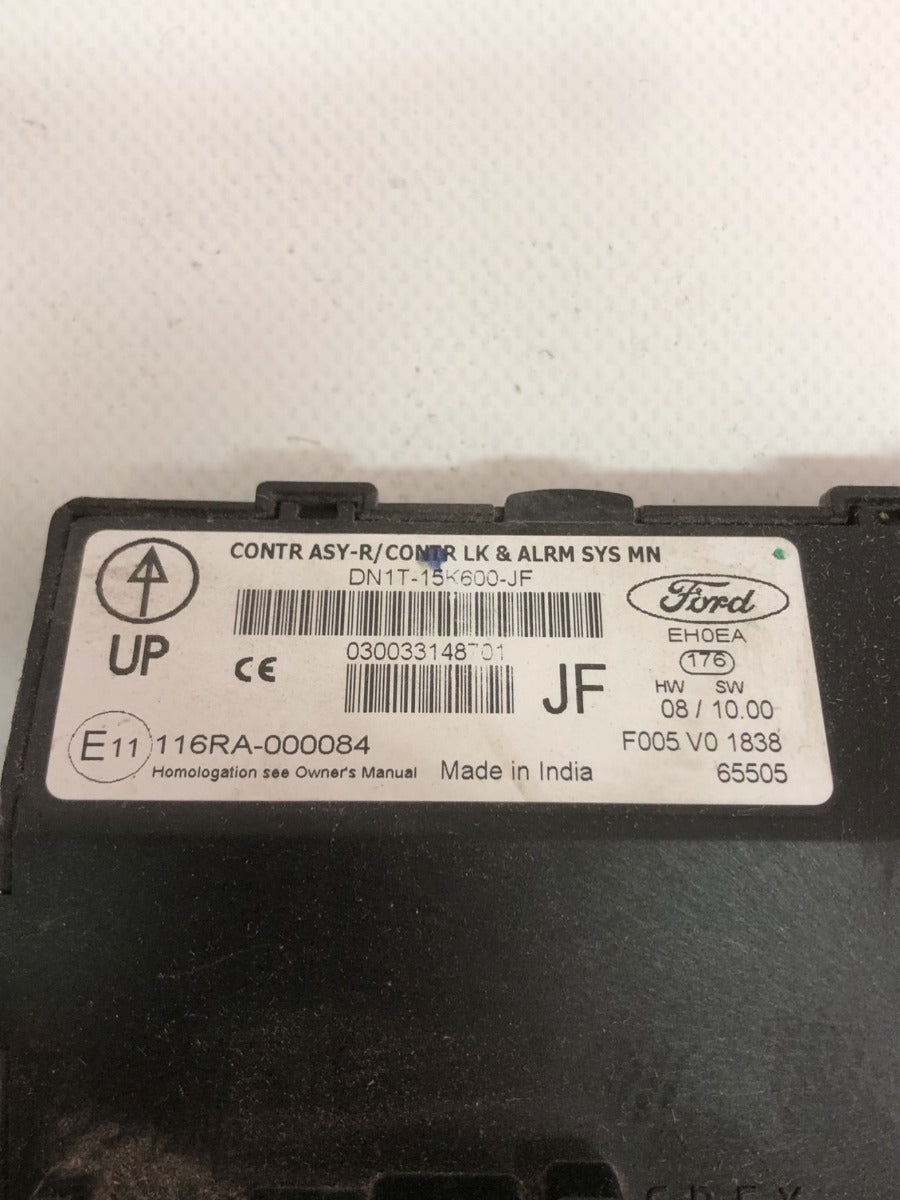 CONTR ASY-R/CONTR LK & ALRM SYS MN
DN1T-15K600-JF
Ford
UP
EH0EA
CE
030033148701
176
JF
HW SW
08 / 10.00
E11 116RA-000084
F005 V0 1838
Homologation see Owner's Manual
Made in India
65505